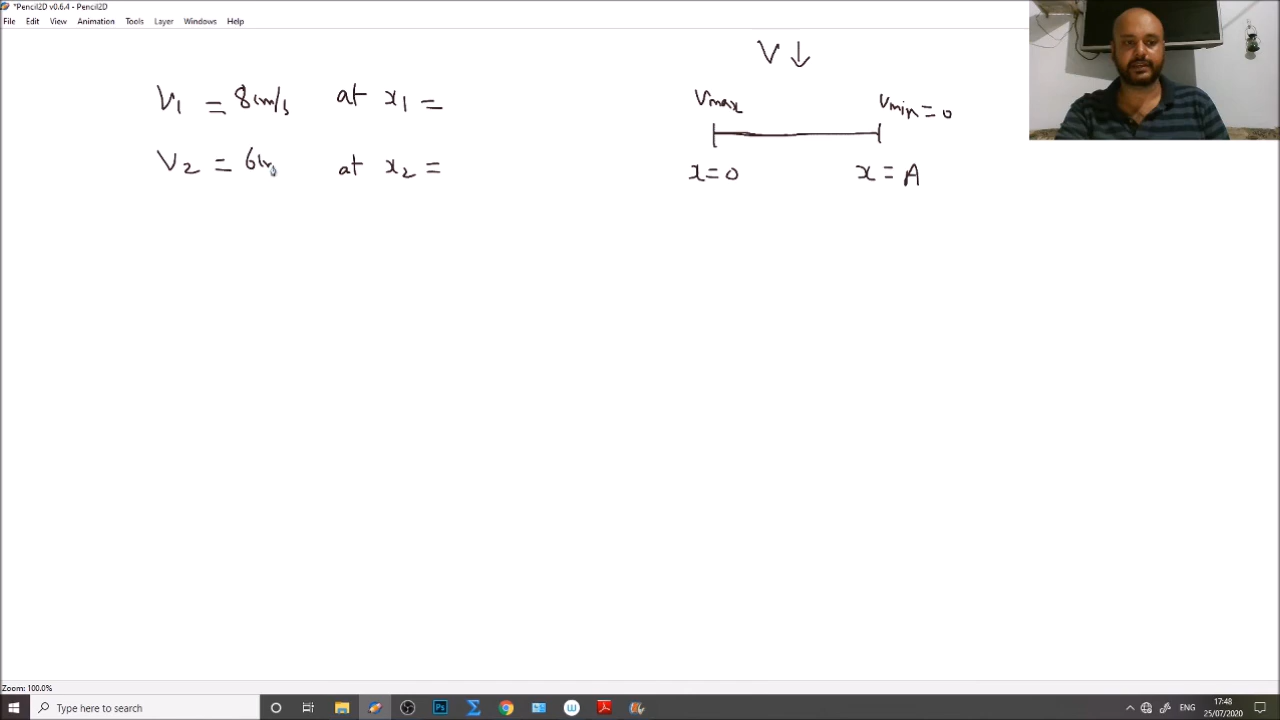 *Pencil2D v0.6.4 - Pencil2D
File Edit View Animation Tools Layer Windows Help
V ↓
V1 = 8cm/s at x1 =
Vmax Vmin = 0
V2 = at x2 =
x = 0 x = A
Zoom: 100.0%
Type here to search
ENG
17:48
25/07/2020